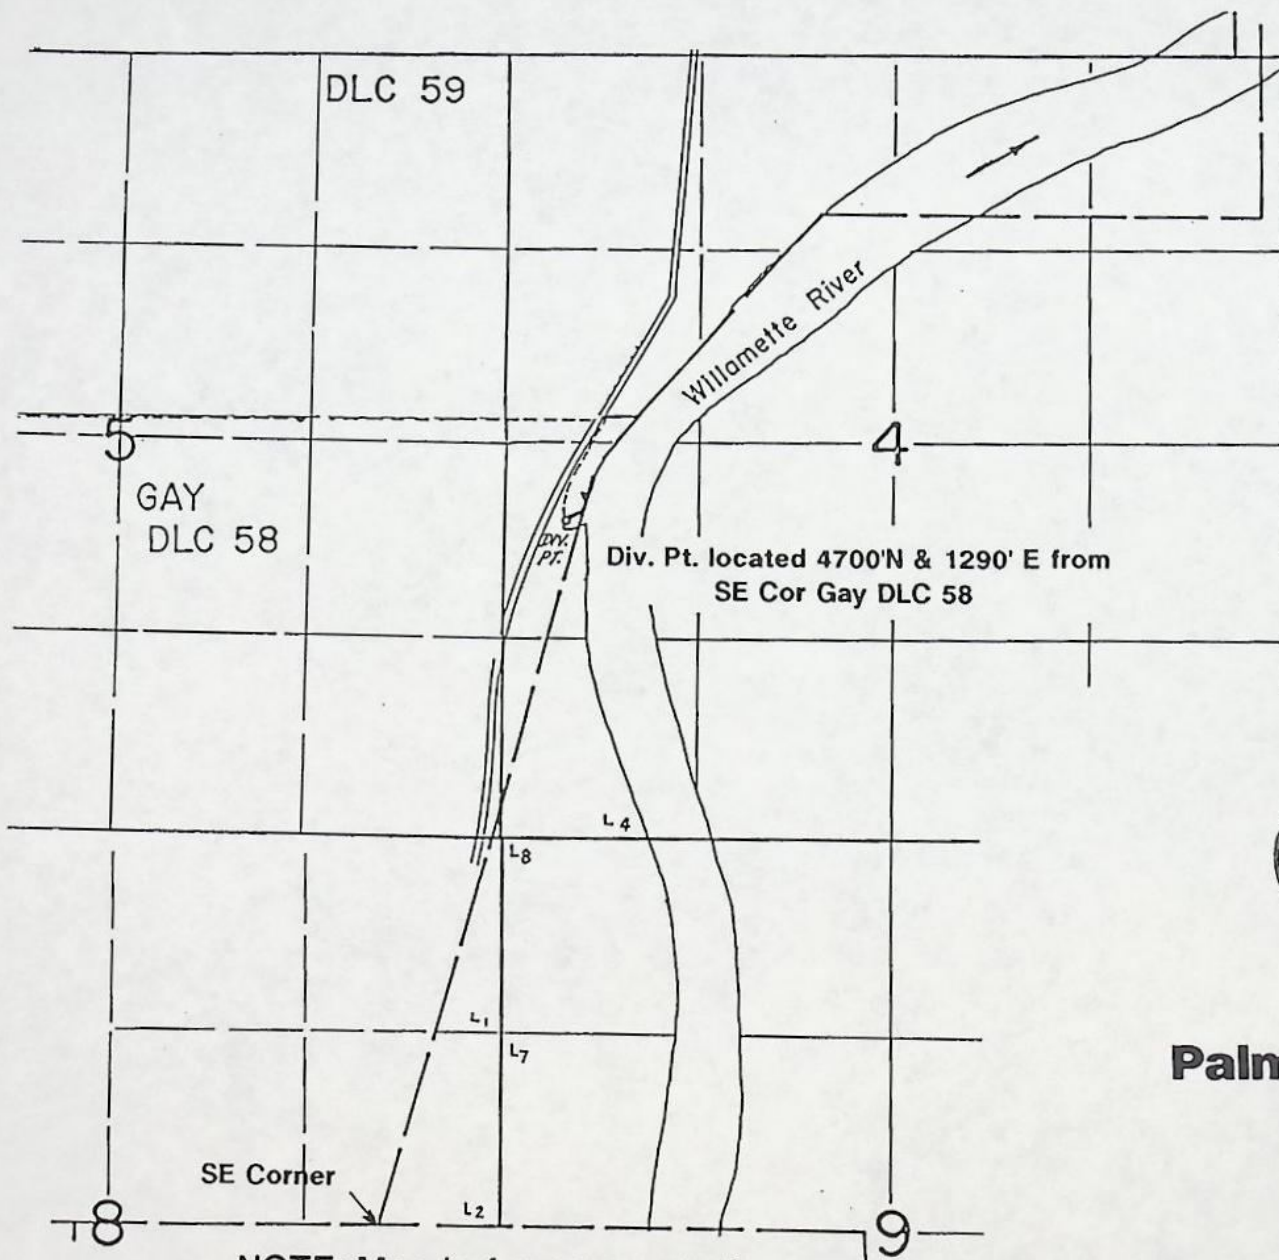 DLC 59
Willamette River
5
4
GAY
DLC 58
DIV.
PT.
Div. Pt. located 4700'N & 1290' E from
SE Cor Gay DLC 58
L 4
L8
L1
L7
Palm
SE Corner
L2
8
9